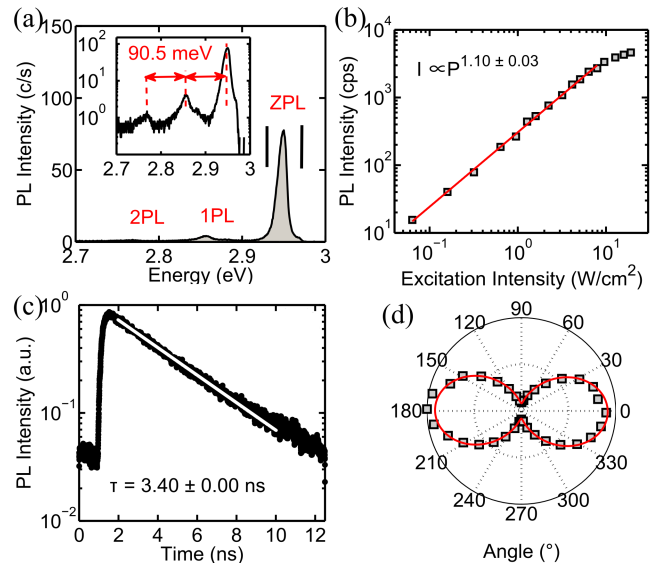 (a)
PL Intensity (c/s)
150
100
50
0
2.7
2.8
2.9
3
Energy (eV)
2PL
1PL
ZPL
90.5 meV
10²
10¹
10⁰
2.7
2.8
2.9
3
(b)
PL Intensity (cps)
10⁴
10³
10²
10¹
I ∝P^1.10 ± 0.03
10⁻¹
10⁰
10¹
Excitation Intensity (W/cm²)
(c)
PL Intensity (a.u.)
10⁰
10⁻¹
10⁻²
τ = 3.40 ± 0.00 ns
0
2
4
6
8
10
12
Time (ns)
(d)
90
120
60
150
30
180
0
210
330
240
300
270
Angle (°)